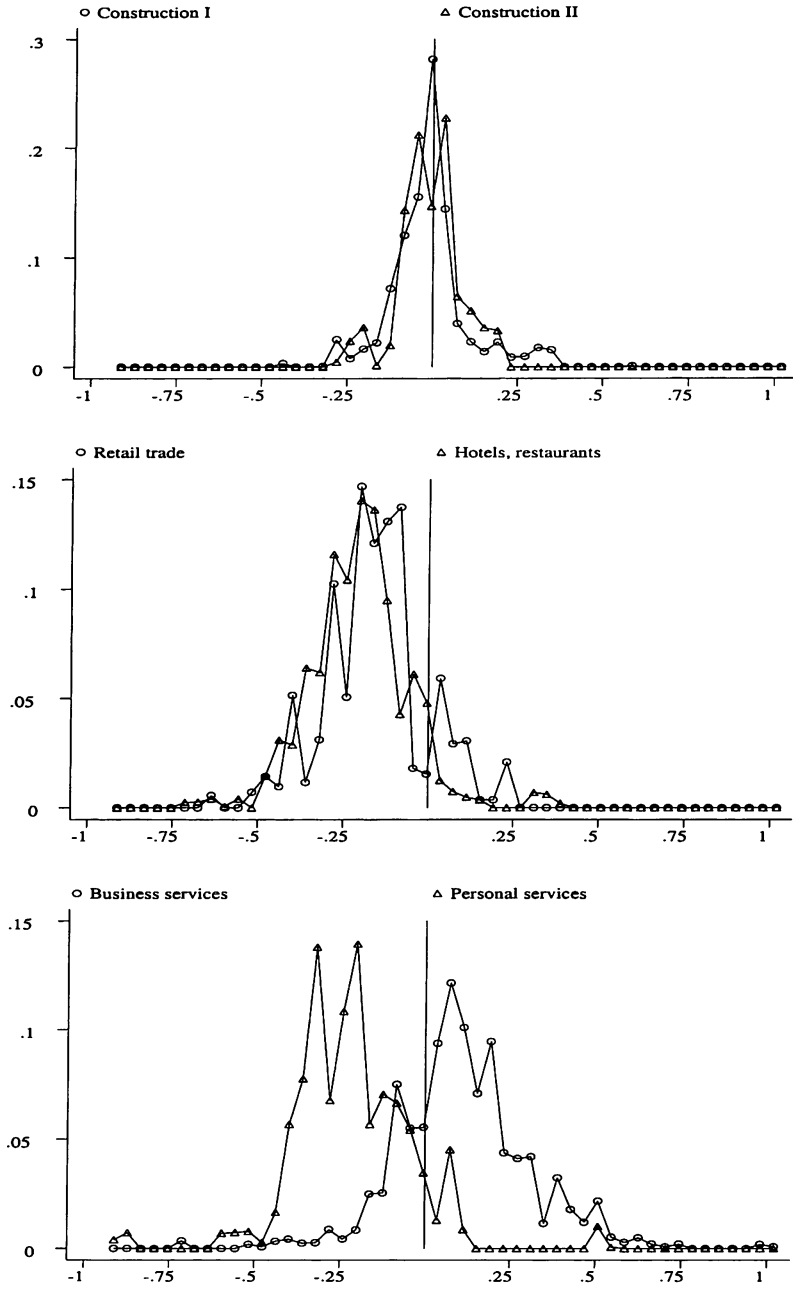 Construction I Construction II
.3
.2
.1
0
-1 -.75 -.5 -.25 .25 .5 .75 1
Retail trade Hotels, restaurants
.15
.1
.05
0
-1 -.75 -.5 -.25 .25 .5 .75 1
Business services Personal services
.15
.1
.05
0
-1 -.75 -.5 -.25 .25 .5 .75 1